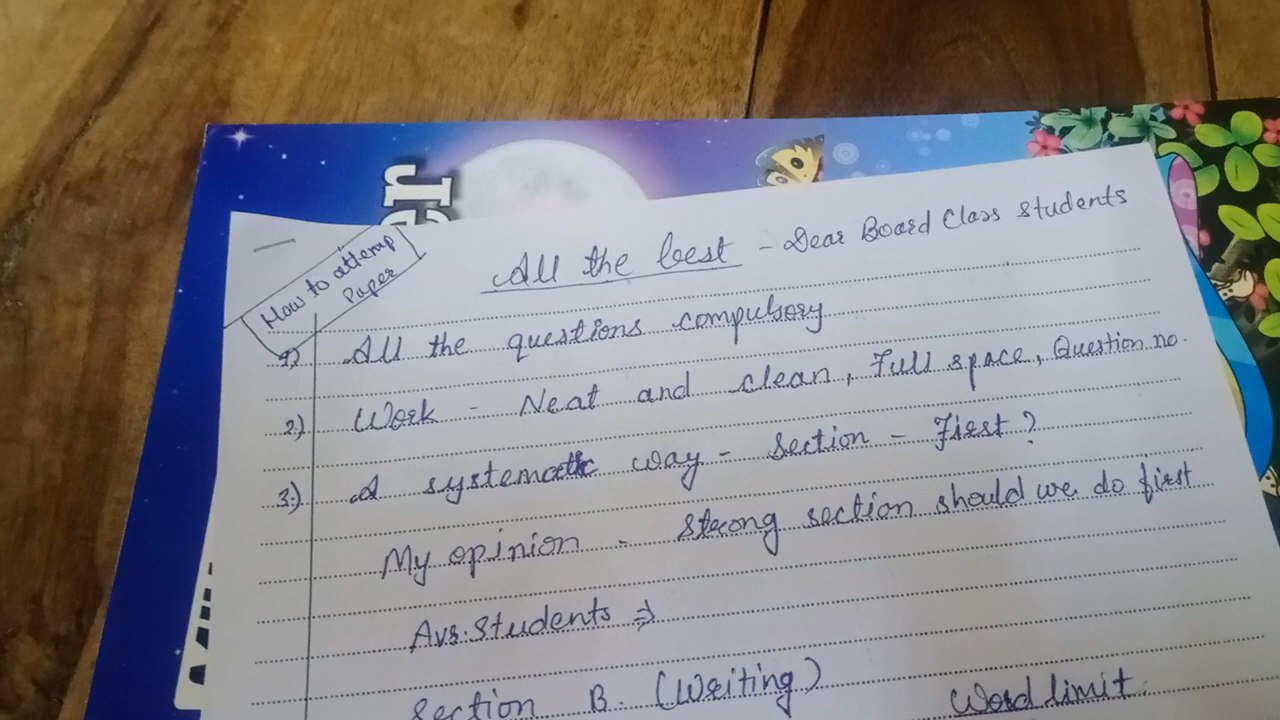 er
How to attemp
Paper
All the best - Dear Board Class students
1) All the questions compulsory
2.) Work - Neat and clean, Full space, Question no.
3.) A systematic way - Section - First ?
My opinion - Strong section should we do first
Avg. Students ⇒
Section B. (Writing) Word limit.